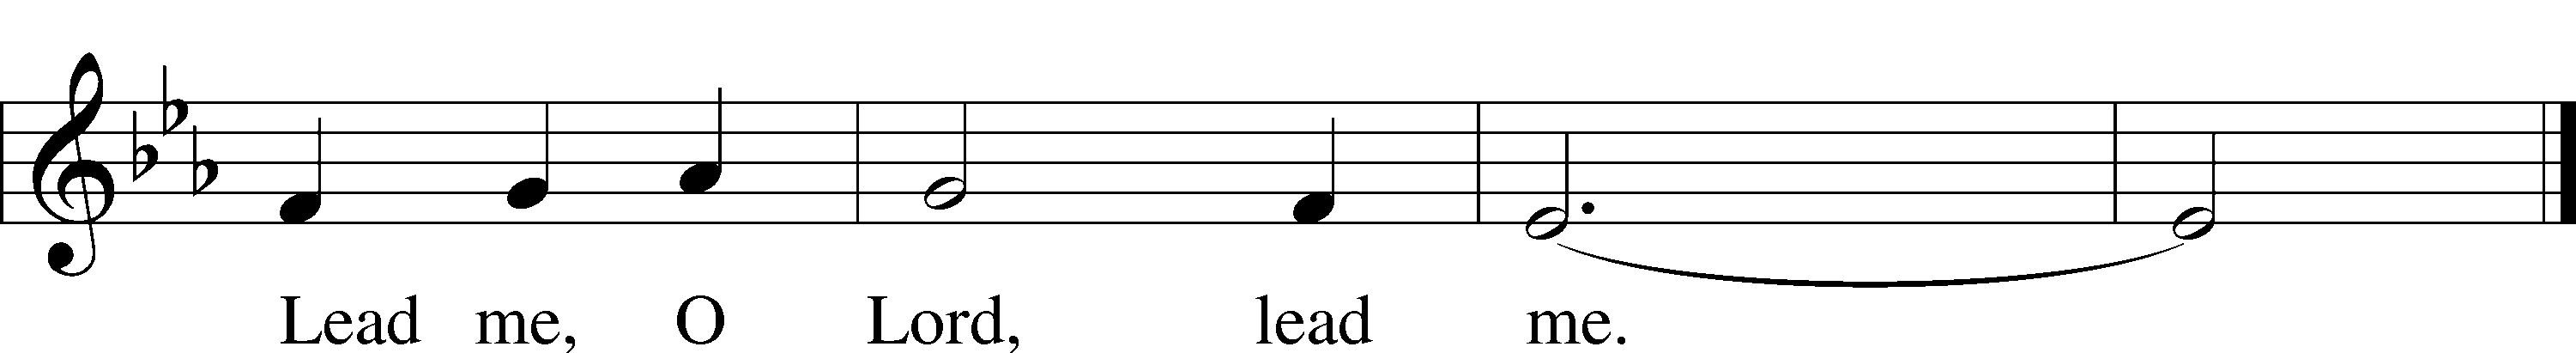 Lead me, O Lord, lead me.